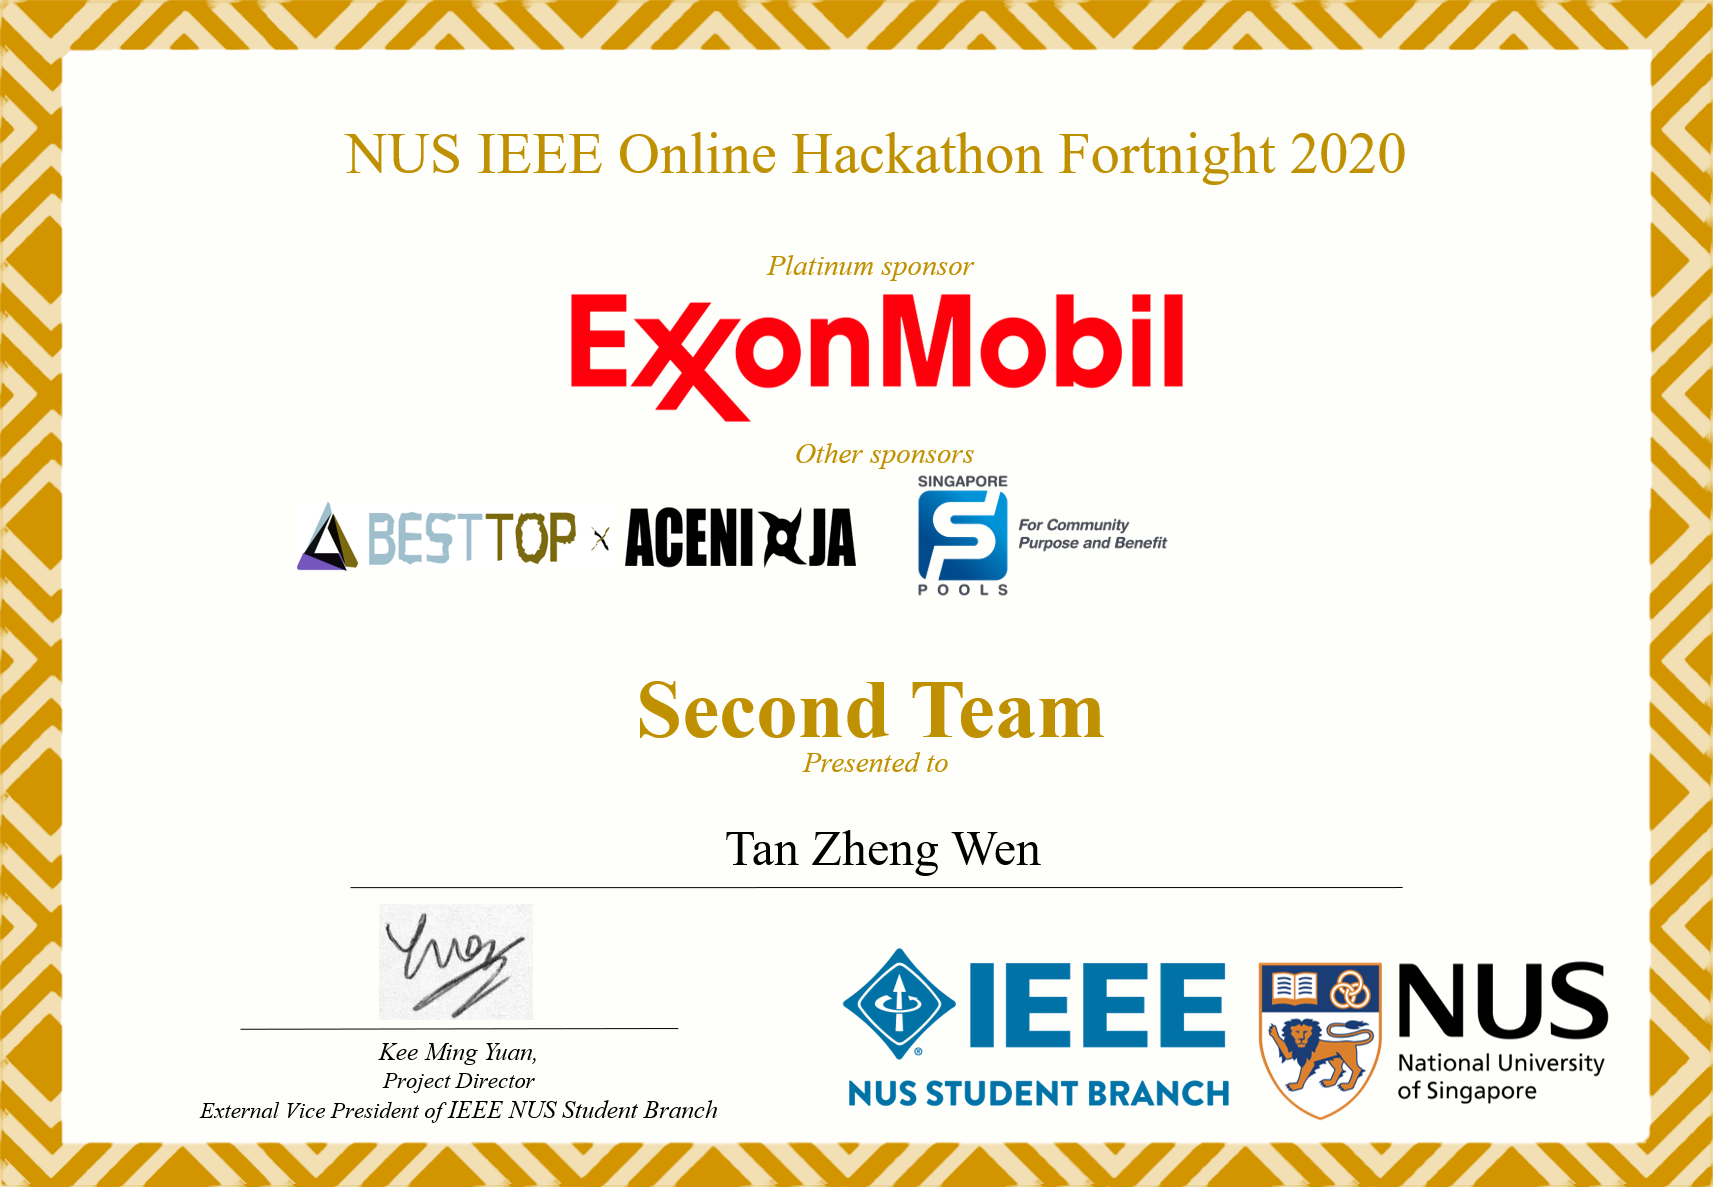 NUS IEEE Online Hackathon Fortnight 2020
Platinum sponsor
ExxonMobil
Other sponsors
BESTTOP x ACENINJA
SINGAPORE
For Community
Purpose and Benefit
POOLS
Second Team
Presented to
Tan Zheng Wen
Yuan
Kee Ming Yuan,
Project Director
External Vice President of IEEE NUS Student Branch
IEEE
®
NUS STUDENT BRANCH
NUS
National University
of Singapore